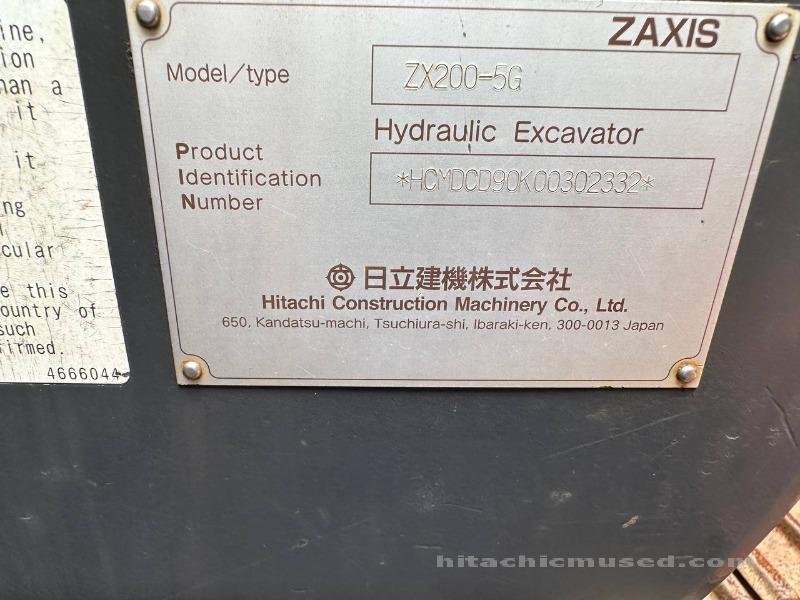 ine,
ion
han a
it
it
ng
cular
e this
ountry of
such
firmed.
4666044
ZAXIS
Model/type
ZX200-5G
Hydraulic Excavator
Product
Identification
Number
*HCMDCD90K00302332*
日立建機株式会社
Hitachi Construction Machinery Co., Ltd.
650, Kandatsu-machi, Tsuchiura-shi, Ibaraki-ken, 300-0013 Japan
hitachicmused.com